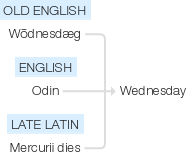 OLD ENGLISH
Wōdnesdæg
ENGLISH
Odin
Wednesday
LATE LATIN
Mercurii dies